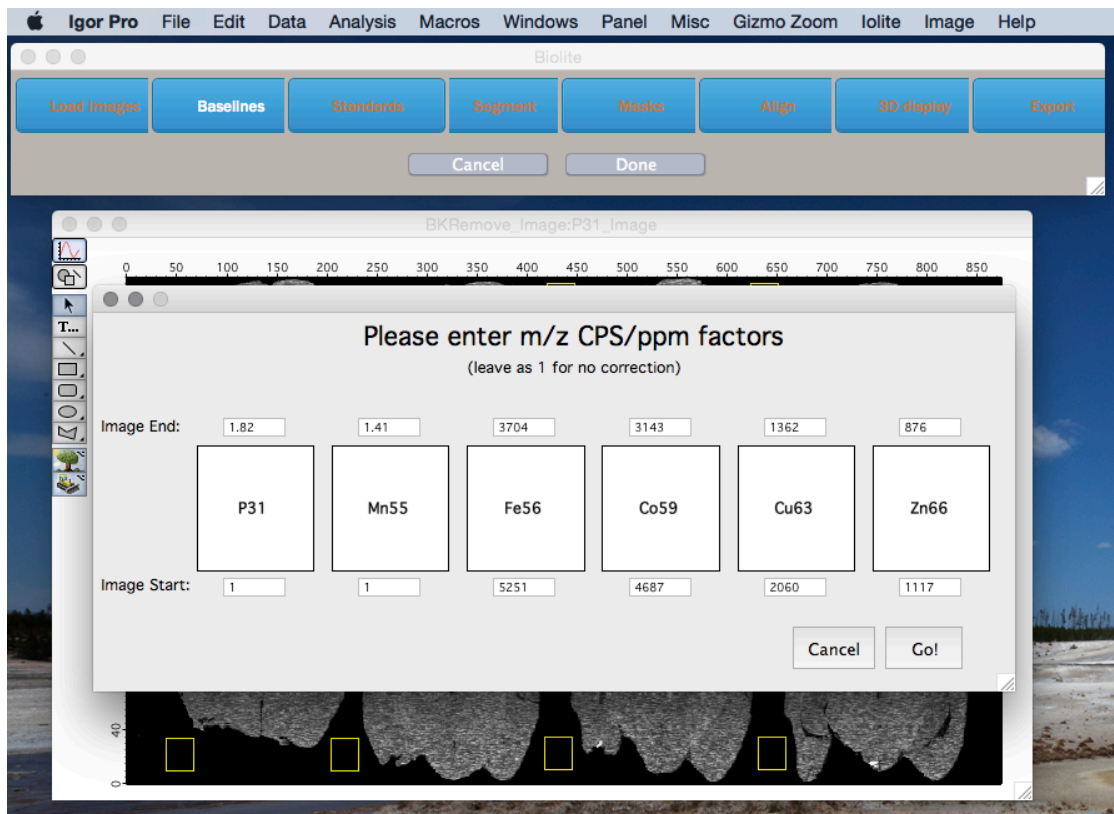 Igor Pro File Edit Data Analysis Macros Windows Panel Misc Gizmo Zoom Iolite Image Help
Biolite
Load Images Baselines Standards Segment Masks Align 3D display Export
Cancel Done
BKRemove_Image:P31_Image
0 50 100 150 200 250 300 350 400 450 500 550 600 650 700 750 800 850
T...
Please enter m/z CPS/ppm factors
(leave as 1 for no correction)
Image End: 1.82 1.41 3704 3143 1362 876
P31 Mn55 Fe56 Co59 Cu63 Zn66
Image Start: 1 1 5251 4687 2060 1117
Cancel Go!
40
0